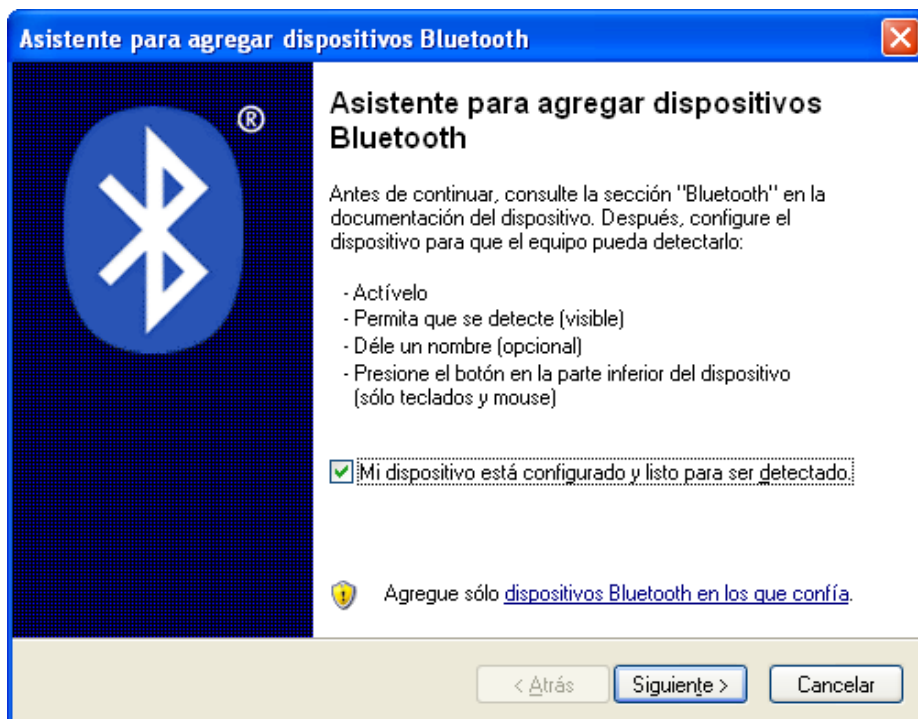 Asistente para agregar dispositivos Bluetooth
®
Asistente para agregar dispositivos
Bluetooth
Antes de continuar, consulte la sección "Bluetooth" en la
documentación del dispositivo. Después, configure el
dispositivo para que el equipo pueda detectarlo:
- Actívelo
- Permita que se detecte (visible)
- Déle un nombre (opcional)
- Presione el botón en la parte inferior del dispositivo
(sólo teclados y mouse)
Mi dispositivo está configurado y listo para ser detectado.
Agregue sólo dispositivos Bluetooth en los que confía.
< Atrás
Siguiente >
Cancelar